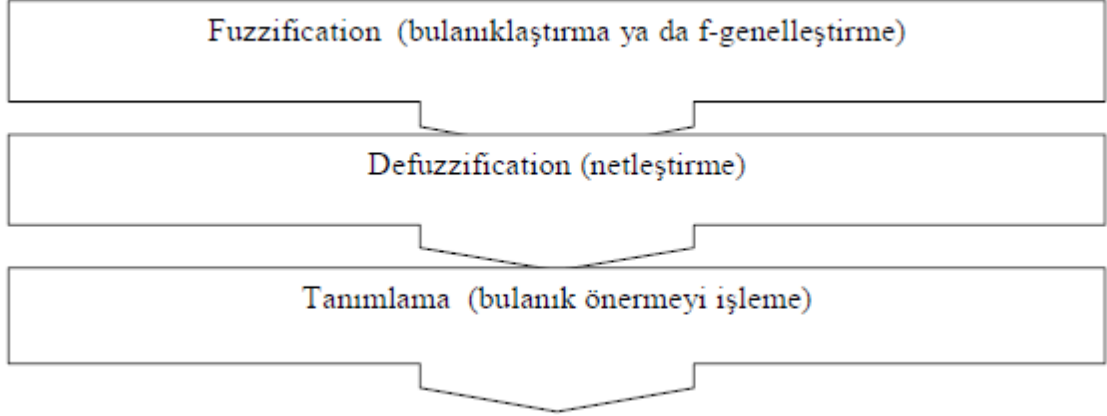 Fuzzification (bulanıklaştırma ya da f-genelleştirme)
Defuzzification (netleştirme)
Tanımlama (bulanık önermeyi işleme)